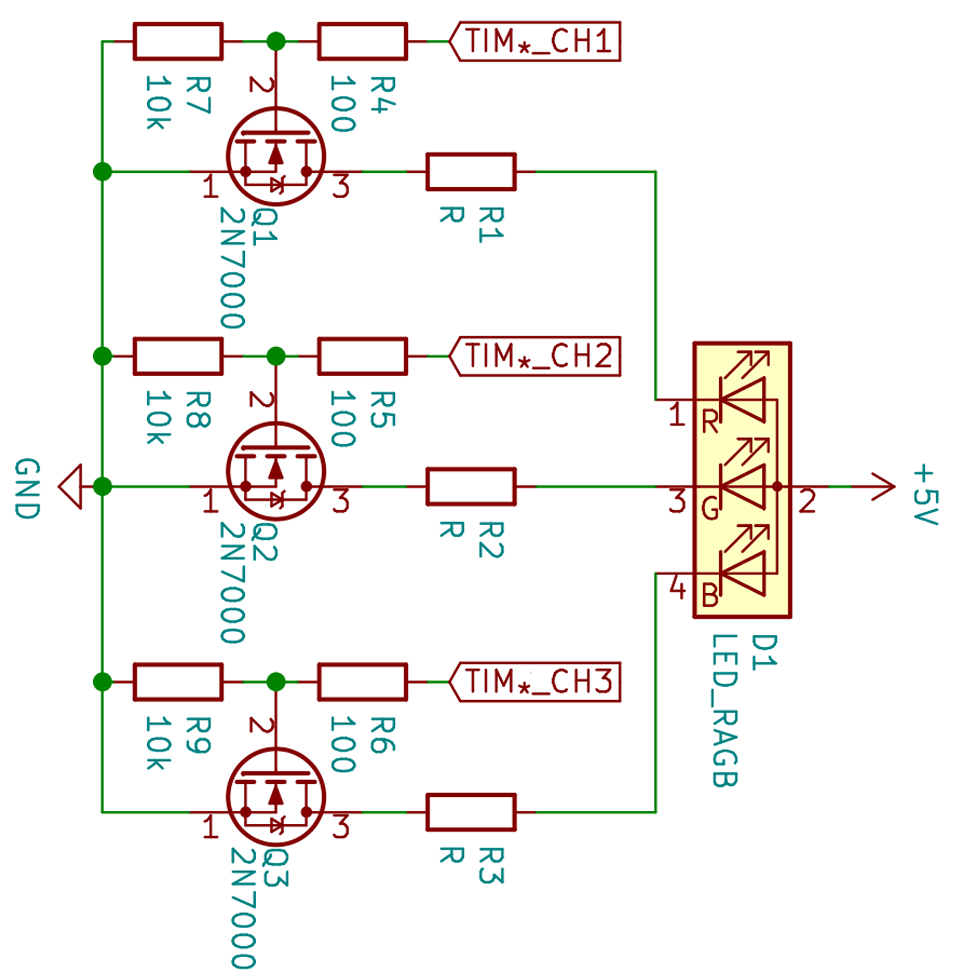 TIM*_CH1
R7
10k
R4
100
2
1
3
Q1
2N7000
R1
R
TIM*_CH2
R8
10k
R5
100
2
1
3
Q2
2N7000
R2
R
GND
1
R
3
G
4
B
2
+5V
D1
LED_RAGB
TIM*_CH3
R9
10k
R6
100
2
1
3
Q3
2N7000
R3
R